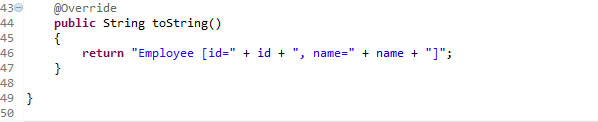 43 @Override
44 public String toString()
45 {
46 return "Employee [id=" + id + ", name=" + name + "]";
47 }
48
49 }
50